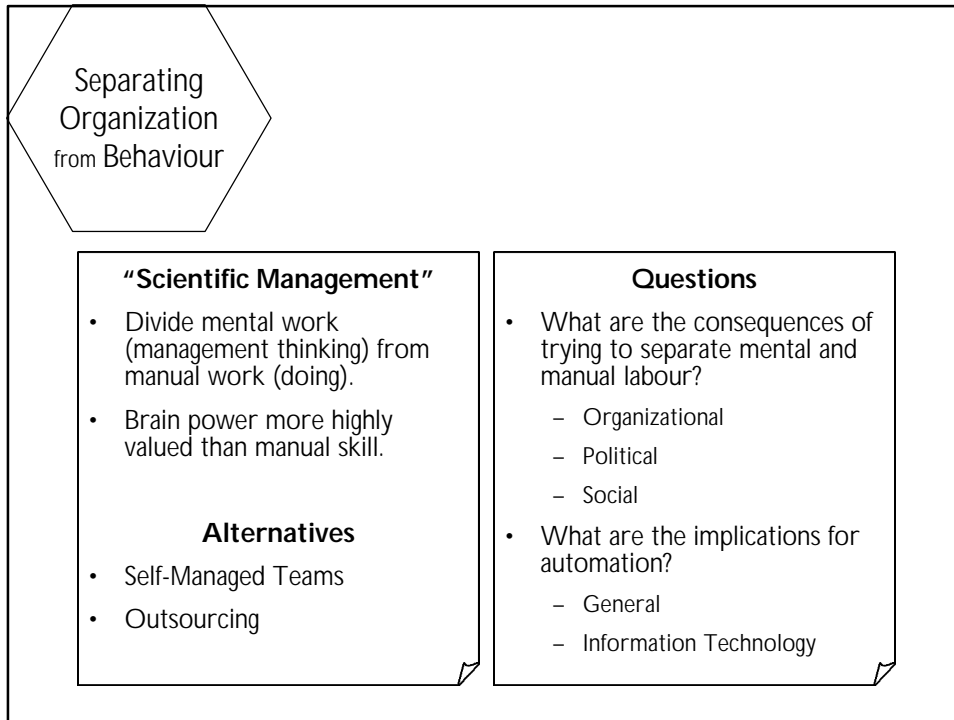 Separating
Organization
from Behaviour
“Scientific Management”
• Divide mental work
(management thinking) from
manual work (doing).
• Brain power more highly
valued than manual skill.
Alternatives
• Self-Managed Teams
• Outsourcing
Questions
• What are the consequences of
trying to separate mental and
manual labour?
– Organizational
– Political
– Social
• What are the implications for
automation?
– General
– Information Technology